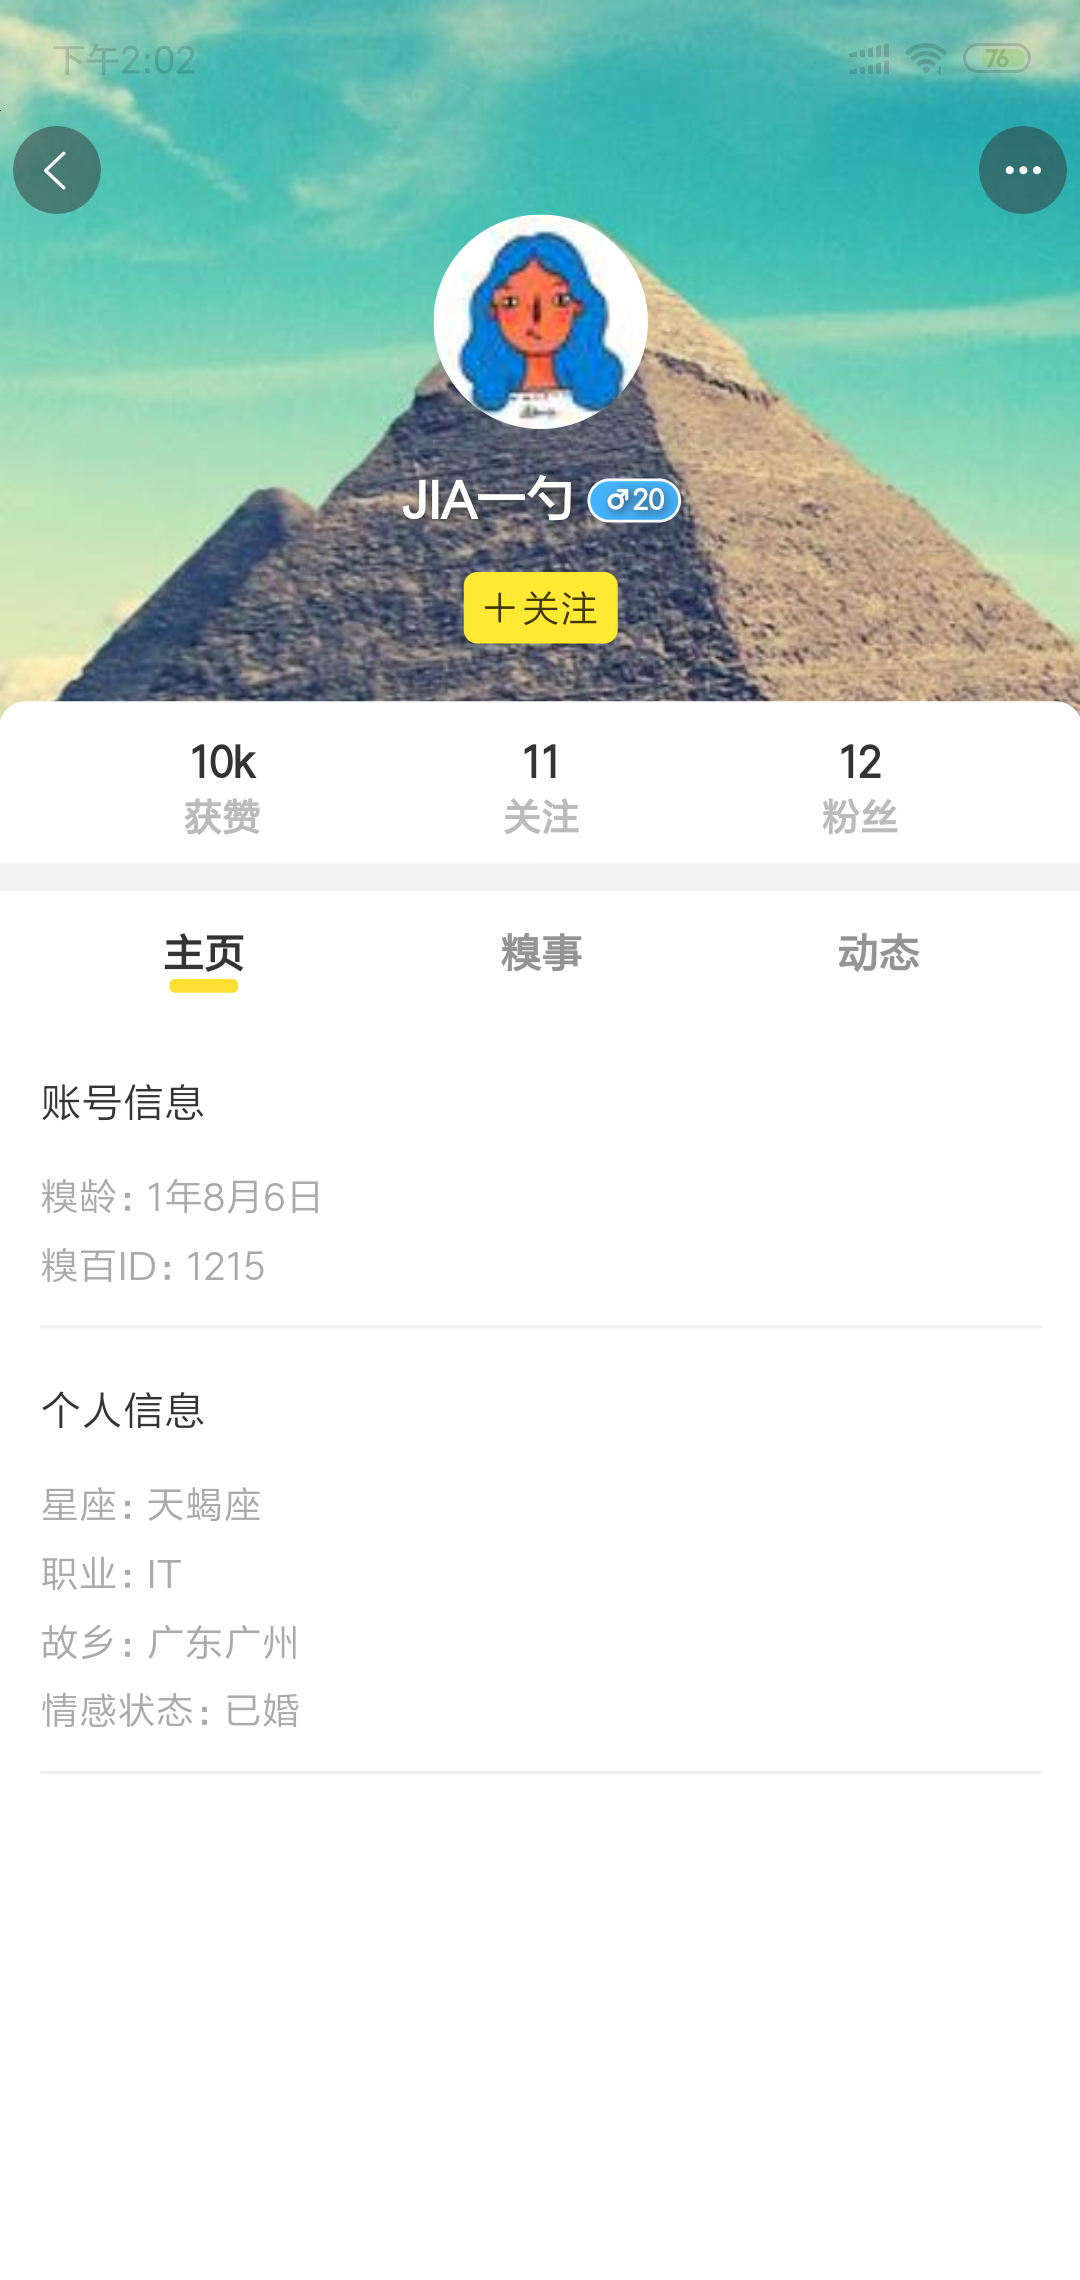 下午2:02
76
JIA一勺 ♂20
＋关注
10k 11 12
获赞 关注 粉丝
主页 糗事 动态
账号信息
糗龄: 1年8月6日
糗百ID: 1215
个人信息
星座: 天蝎座
职业: IT
故乡: 广东广州
情感状态: 已婚